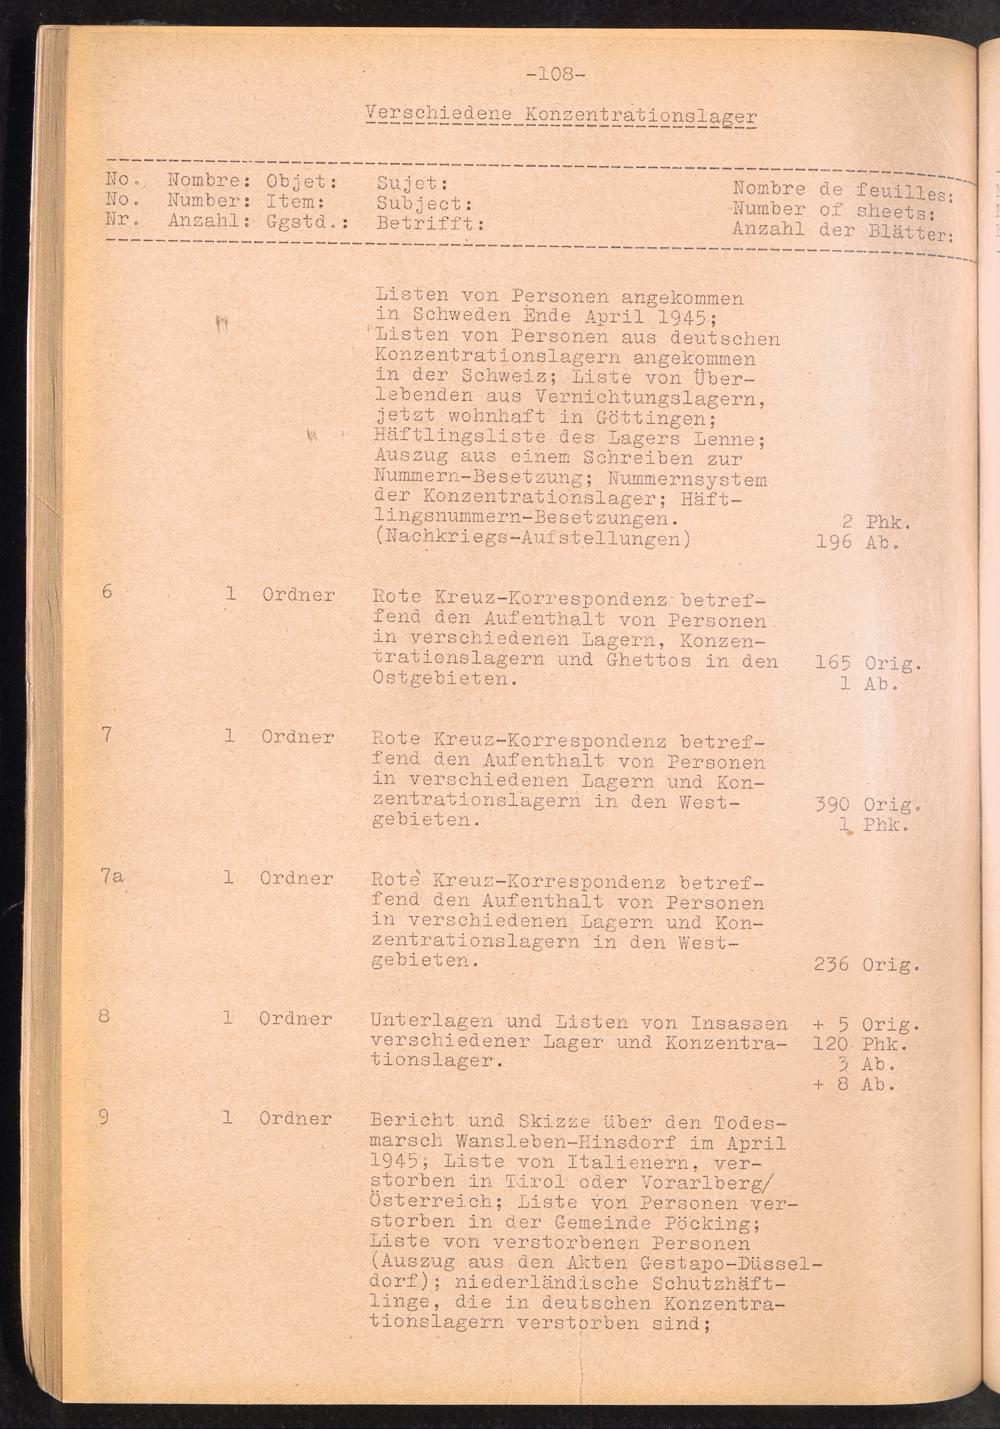 -108-
Verschiedene Konzentrationslager
No. Nombre: Objet: Sujet: Nombre de feuilles:
No. Number: Item: Subject: Number of sheets:
Nr. Anzahl: Ggstd.: Betrifft: Anzahl der Blätter:
Listen von Personen angekommen
in Schweden Ende April 1945;
Listen von Personen aus deutschen
Konzentrationslagern angekommen
in der Schweiz; Liste von Über-
lebenden aus Vernichtungslagern,
jetzt wohnhaft in Göttingen;
Häftlingsliste des Lagers Lenne;
Auszug aus einem Schreiben zur
Nummern-Besetzung; Nummernsystem
der Konzentrationslager; Häft-
lingsnummern-Besetzungen. 2 Phk.
(Nachkriegs-Aufstellungen) 196 Ab.
6 1 Ordner Rote Kreuz-Korrespondenz betref-
fend den Aufenthalt von Personen
in verschiedenen Lagern, Konzen-
trationslagern und Ghettos in den 165 Orig.
Ostgebieten. 1 Ab.
7 1 Ordner Rote Kreuz-Korrespondenz betref-
fend den Aufenthalt von Personen
in verschiedenen Lagern und Kon-
zentrationslagern in den West- 390 Orig.
gebieten. 1 Phk.
7a 1 Ordner Rote Kreuz-Korrespondenz betref-
fend den Aufenthalt von Personen
in verschiedenen Lagern und Kon-
zentrationslagern in den West-
gebieten. 236 Orig.
8 1 Ordner Unterlagen und Listen von Insassen + 5 Orig.
verschiedener Lager und Konzentra- 120 Phk.
tionslager. 3 Ab.
+ 8 Ab.
9 1 Ordner Bericht und Skizze über den Todes-
marsch Wansleben-Hinsdorf im April
1945; Liste von Italienern, ver-
storben in Tirol oder Vorarlberg/
Österreich; Liste von Personen ver-
storben in der Gemeinde Pöcking;
Liste von verstorbenen Personen
(Auszug aus den Akten Gestapo-Düssel-
dorf); niederländische Schutzhäft-
linge, die in deutschen Konzentra-
tionslagern verstorben sind;